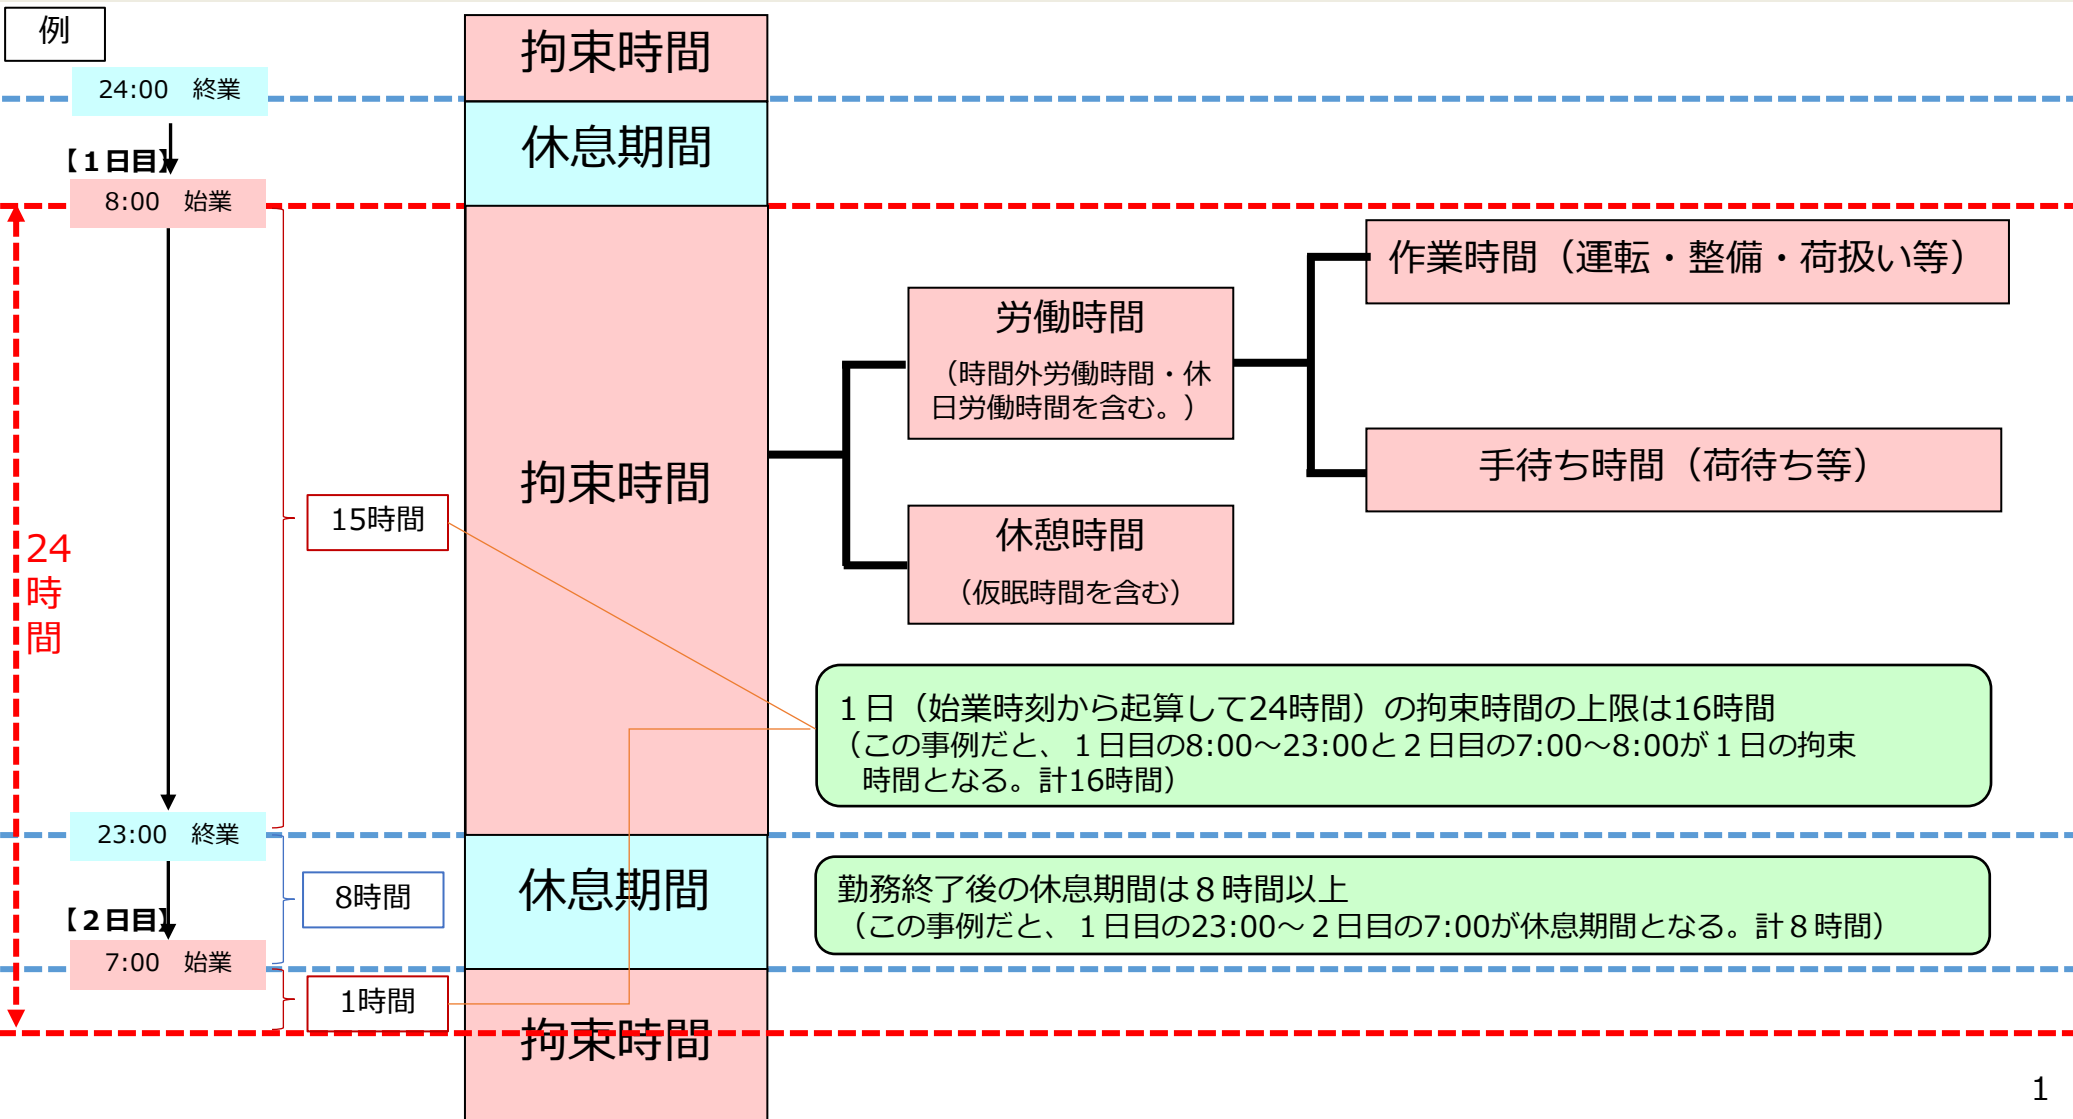 例
拘束時間
24:00　終業
休息期間
【１日目】
8:00　始業
作業時間（運転・整備・荷扱い等）
労働時間
（時間外労働時間・休
日労働時間を含む。）
手待ち時間（荷待ち等）
拘束時間
15時間
休憩時間
（仮眠時間を含む）
24
時
間
１日（始業時刻から起算して24時間）の拘束時間の上限は16時間
（この事例だと、１日目の8:00～23:00と２日目の7:00～8:00が１日の拘束
時間となる。計16時間）
23:00　終業
休息期間
8時間
勤務終了後の休息期間は８時間以上
（この事例だと、１日目の23:00～２日目の7:00が休息期間となる。計８時間）
【２日目】
7:00　始業
1時間
拘束時間
1